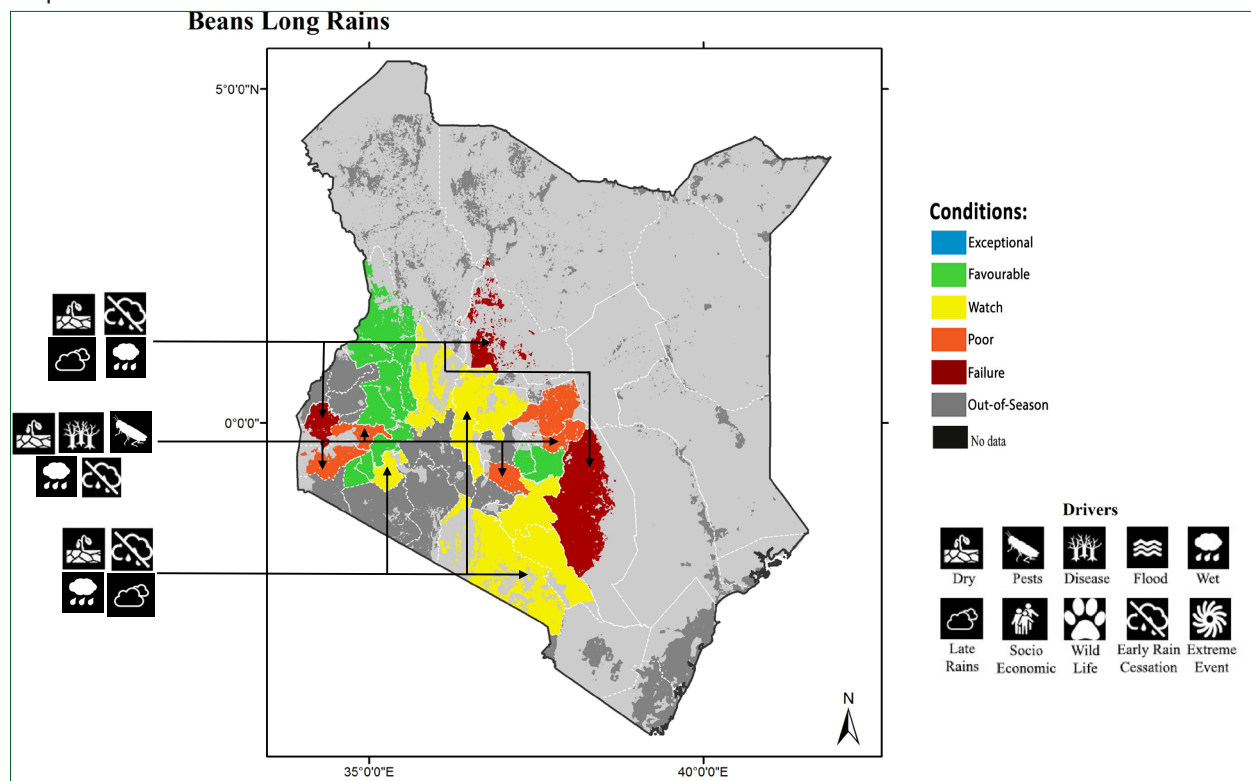 Beans Long Rains
5°0'0"N
0°0'0"
35°0'0"E
40°0'0"E
N
Conditions:
Exceptional
Favourable
Watch
Poor
Failure
Out-of-Season
No data
Drivers
Dry
Pests
Disease
Flood
Wet
Late
Rains
Socio
Economic
Wild
Life
Early Rain
Cessation
Extreme
Event